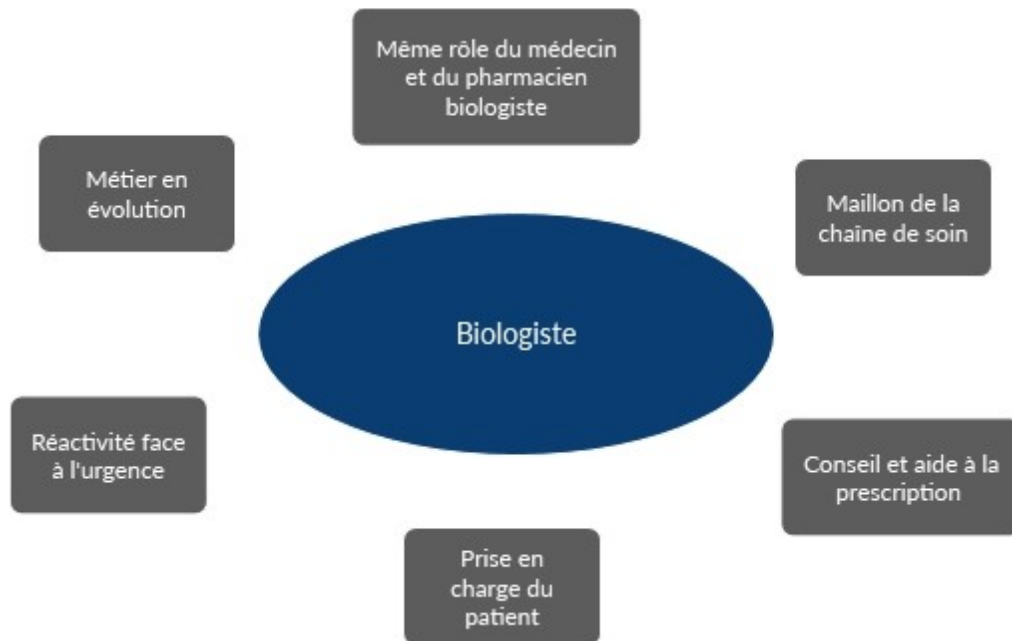 Même rôle du médecin
et du pharmacien
biologiste
Métier en
évolution
Maillon de la
chaîne de soin
Biologiste
Réactivité face
à l'urgence
Conseil et aide à la
prescription
Prise en
charge du
patient